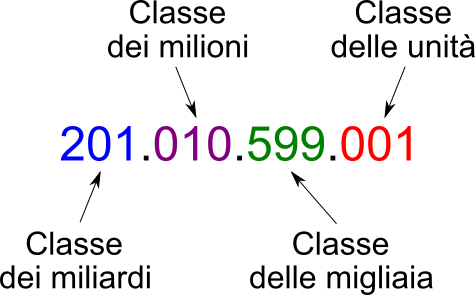 Classe
dei milioni
Classe
delle unità
201.010.599.001
Classe
dei miliardi
Classe
delle migliaia